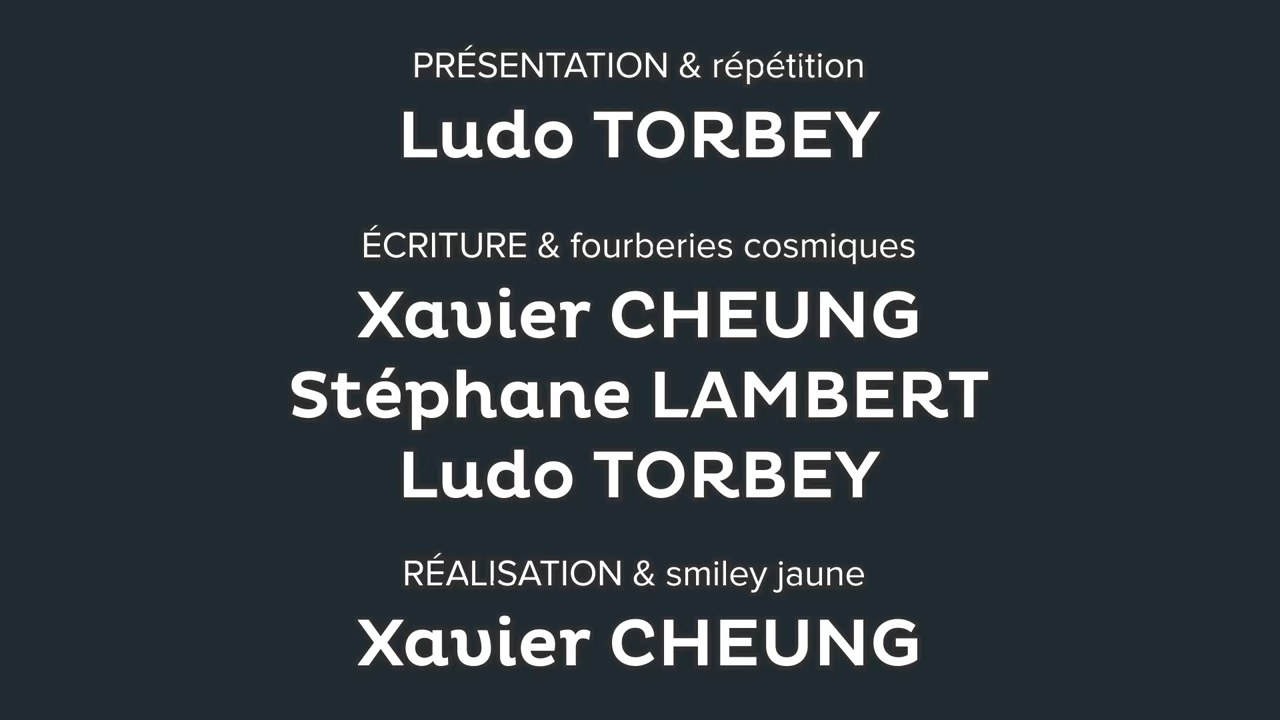 PRÉSENTATION & répétition
Ludo TORBEY
ÉCRITURE & fourberies cosmiques
Xavier CHEUNG
Stéphane LAMBERT
Ludo TORBEY
RÉALISATION & smiley jaune
Xavier CHEUNG